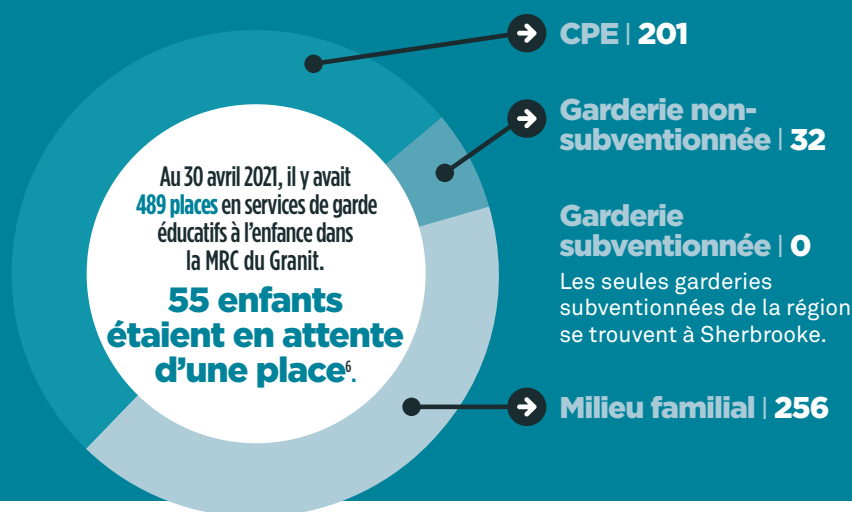 Au 30 avril 2021, il y avait
489 places en services de garde
éducatifs à l'enfance dans
la MRC du Granit.
55 enfants
étaient en attente
d'une place⁶.
CPE | 201
Garderie non-
subventionnée | 32
Garderie
subventionnée | 0
Les seules garderies
subventionnées de la région
se trouvent à Sherbrooke.
Milieu familial | 256